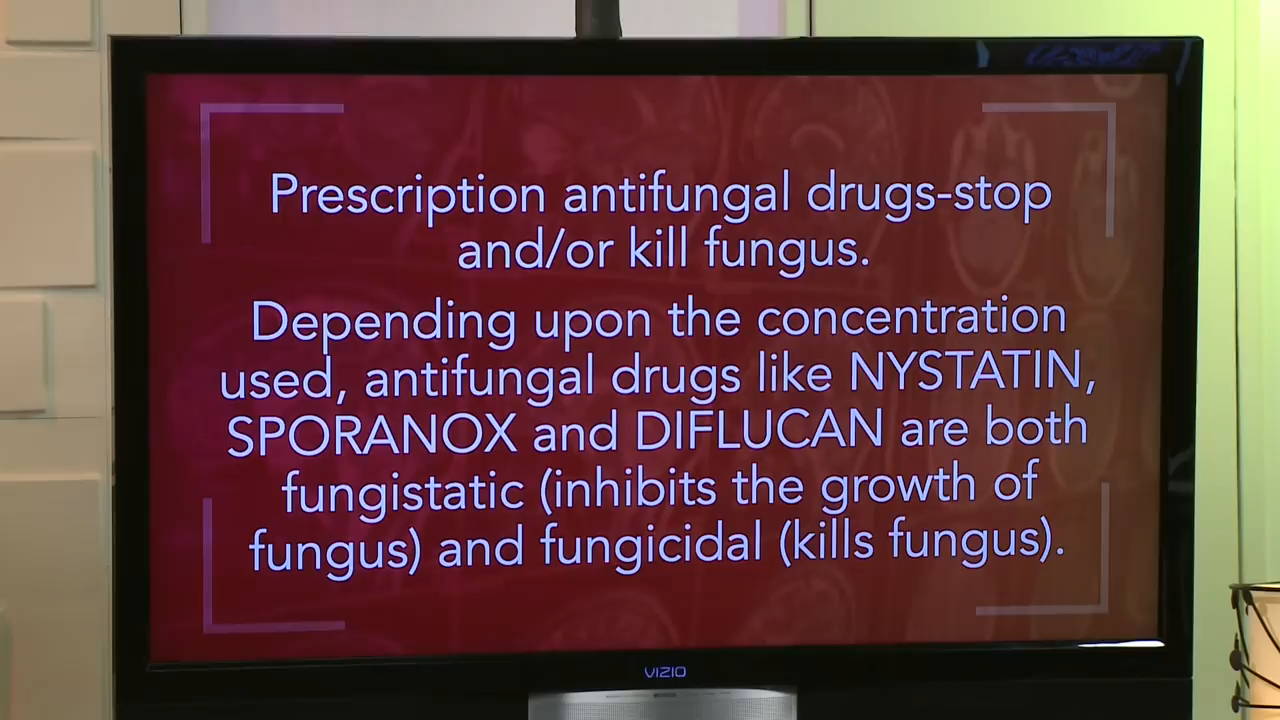 Prescription antifungal drugs-stop
and/or kill fungus.
Depending upon the concentration
used, antifungal drugs like NYSTATIN,
SPORANOX and DIFLUCAN are both
fungistatic (inhibits the growth of
fungus) and fungicidal (kills fungus).
VIZIO